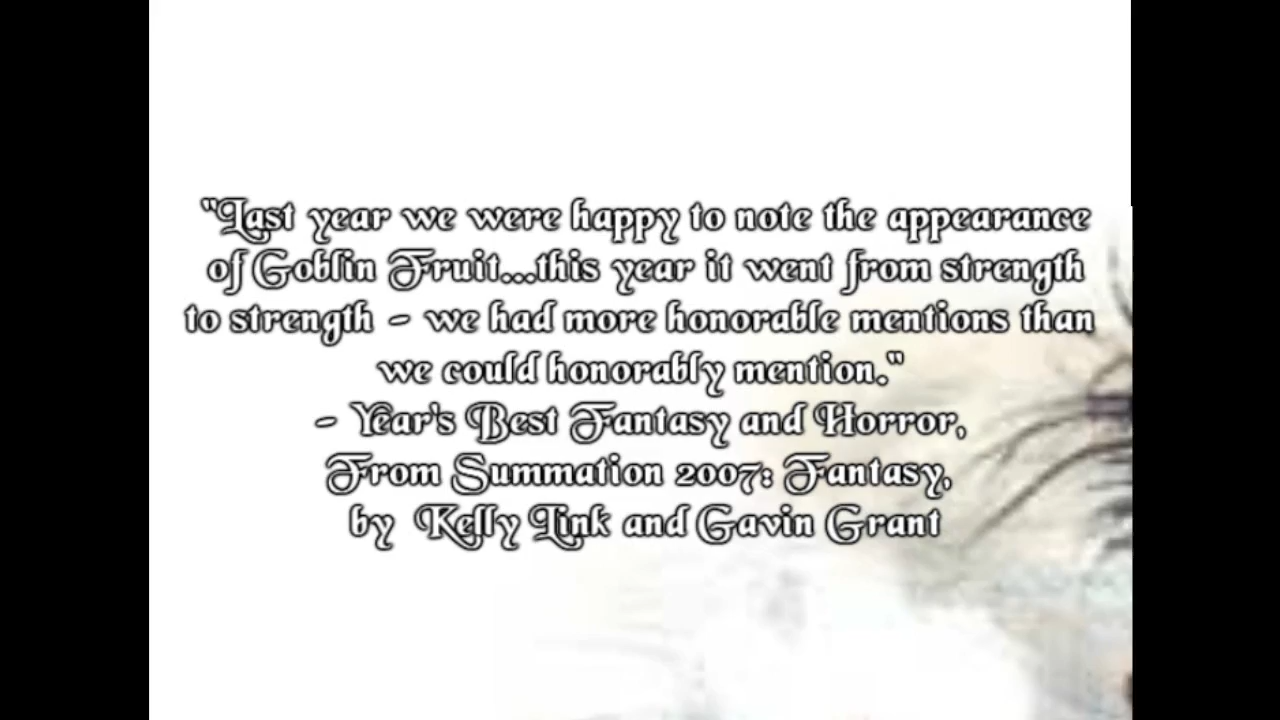 "Last year we were happy to note the appearance
of Goblin Fruit...this year it went from strength
to strength - we had more honorable mentions than
we could honorably mention."
- Year's Best Fantasy and Horror,
From Summation 2007: Fantasy,
by Kelly Link and Gavin Grant